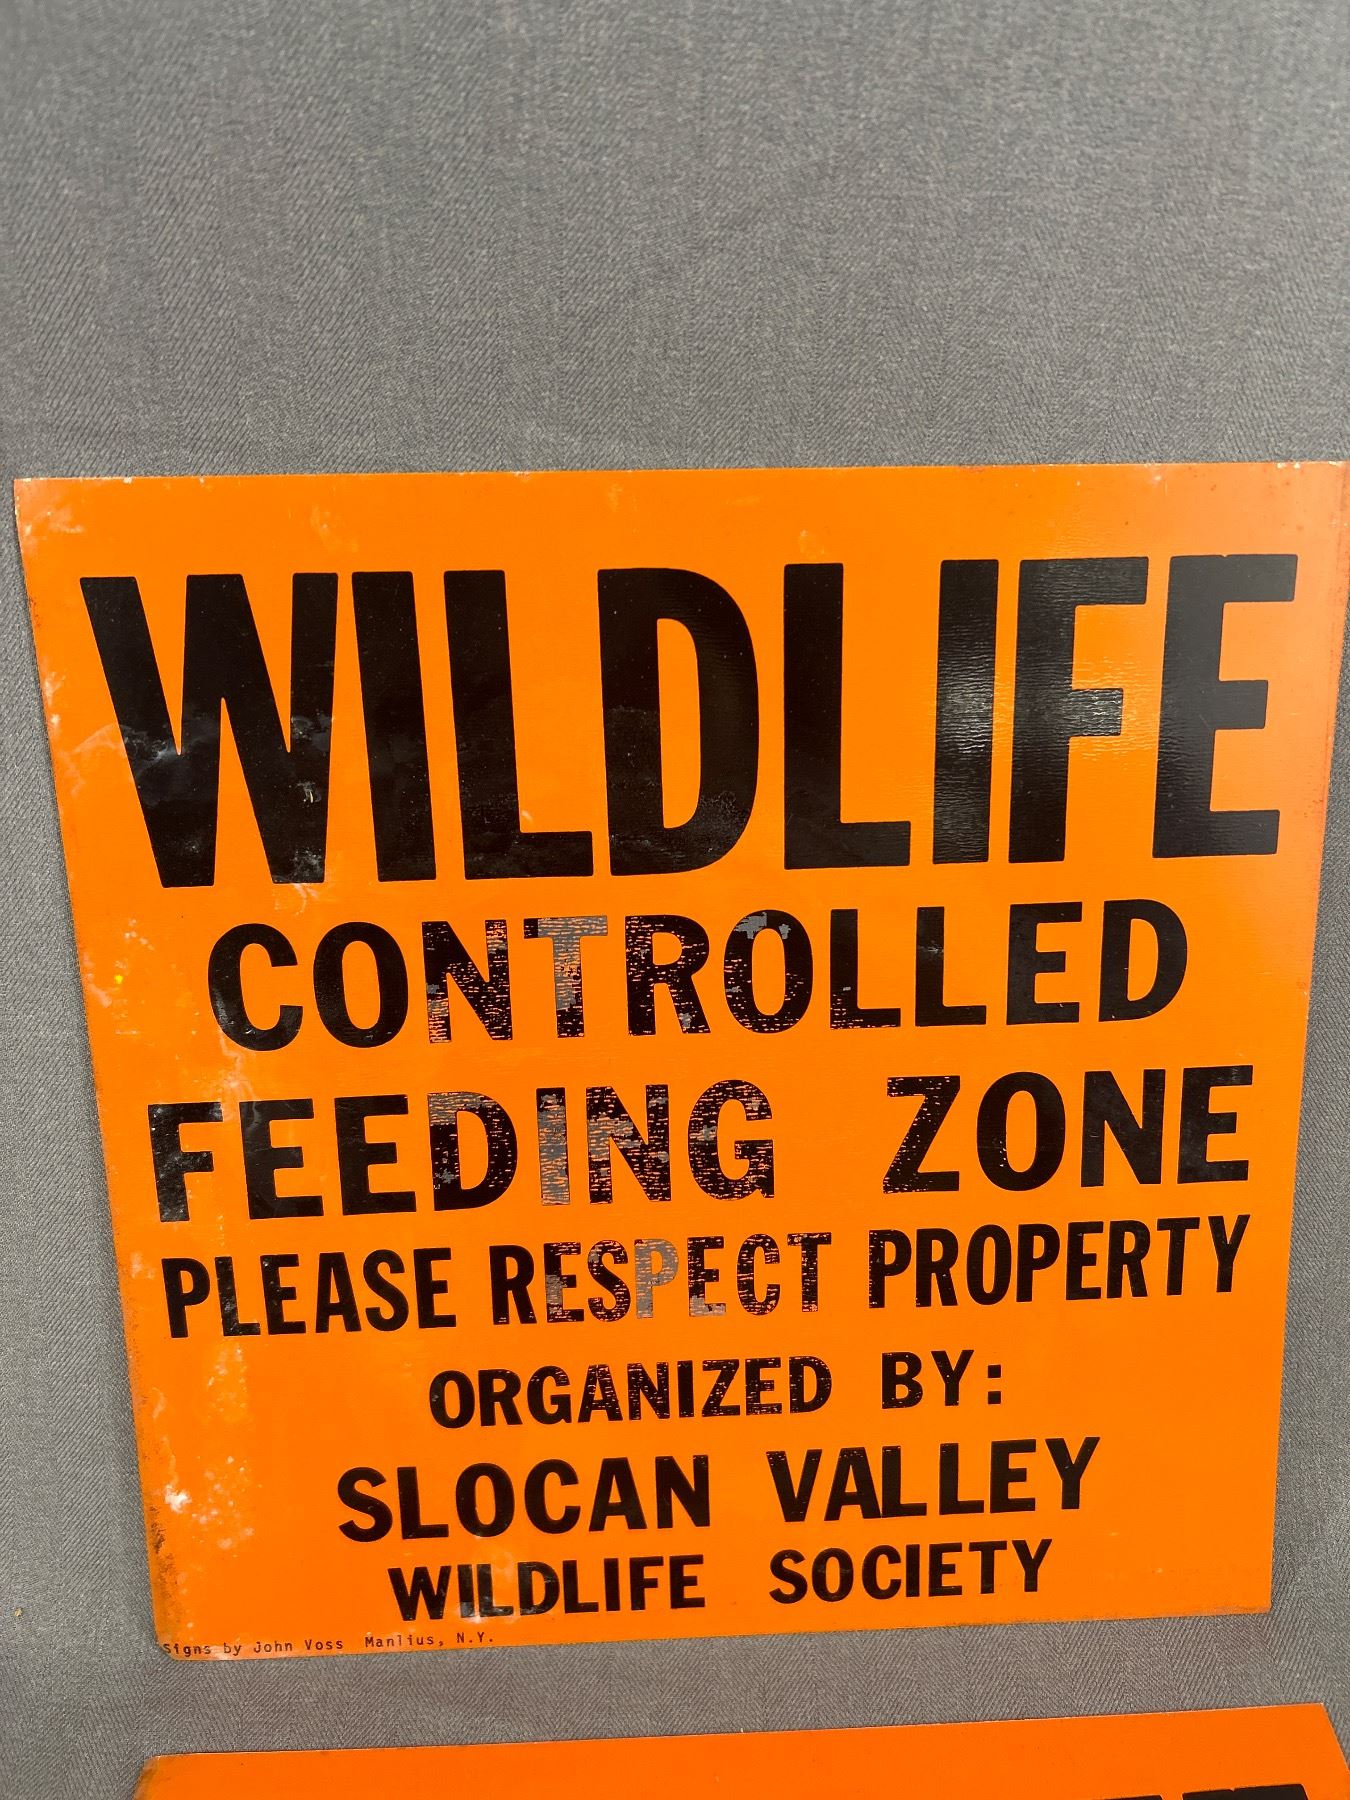 WILDLIFE
CONTROLLED
FEEDING ZONE
PLEASE RESPECT PROPERTY
ORGANIZED BY:
SLOCAN VALLEY
WILDLIFE SOCIETY
Signs by John Voss Manlius, N.Y.